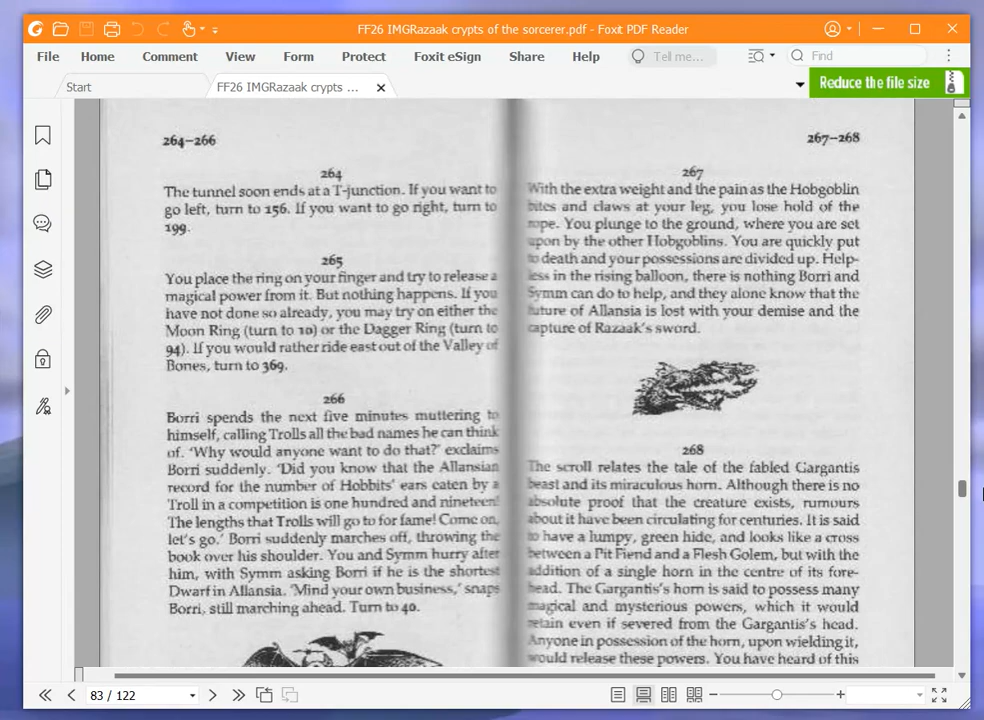 FF26 IMGRazaak crypts of the sorcerer.pdf - Foxit PDF Reader
File Home Comment View Form Protect Foxit eSign Share Help Tell me... Find
Start FF26 IMGRazaak crypts ... Reduce the file size
264–266
264
The tunnel soon ends at a T-junction. If you want to
go left, turn to 156. If you want to go right, turn to
199.
265
You place the ring on your finger and try to release a
magical power from it. But nothing happens. If you
have not done so already, you may try on either the
Moon Ring (turn to 10) or the Dagger Ring (turn to
94). If you would rather ride east out of the Valley of
Bones, turn to 369.
266
Borri spends the next five minutes muttering to
himself, calling Trolls all the bad names he can think
of. 'Why would anyone want to do that?' exclaims
Borri suddenly. 'Did you know that the Allansian
record for the number of Hobbits' ears eaten by a
Troll in a competition is one hundred and nineteen!
The lengths that Trolls will go to for fame! Come on,
let's go.' Borri suddenly marches off, throwing the
book over his shoulder. You and Symm hurry after
him, with Symm asking Borri if he is the shortest
Dwarf in Allansia. 'Mind your own business,' snaps
Borri, still marching ahead. Turn to 40.
267–268
267
With the extra weight and the pain as the Hobgoblin
bites and claws at your leg, you lose hold of the
rope. You plunge to the ground, where you are set
upon by the other Hobgoblins. You are quickly put
to death and your possessions are divided up. Help-
less in the rising balloon, there is nothing Borri and
Symm can do to help, and they alone know that the
future of Allansia is lost with your demise and the
capture of Razaak's sword.
268
The scroll relates the tale of the fabled Gargantis
beast and its miraculous horn. Although there is no
absolute proof that the creature exists, rumours
about it have been circulating for centuries. It is said
to have a lumpy, green hide, and looks like a cross
between a Pit Fiend and a Flesh Golem, but with the
addition of a single horn in the centre of its fore-
head. The Gargantis's horn is said to possess many
magical and mysterious powers, which it would
retain even if severed from the Gargantis's head.
Anyone in possession of the horn, upon wielding it,
would release these powers. You have heard of this
83 / 122